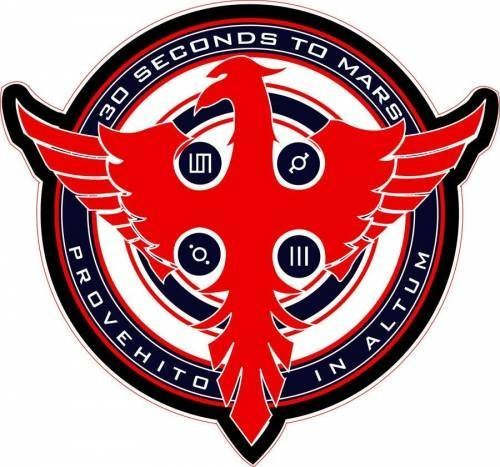 30 SECONDS TO MARS
PROVEHITO IN ALTUM